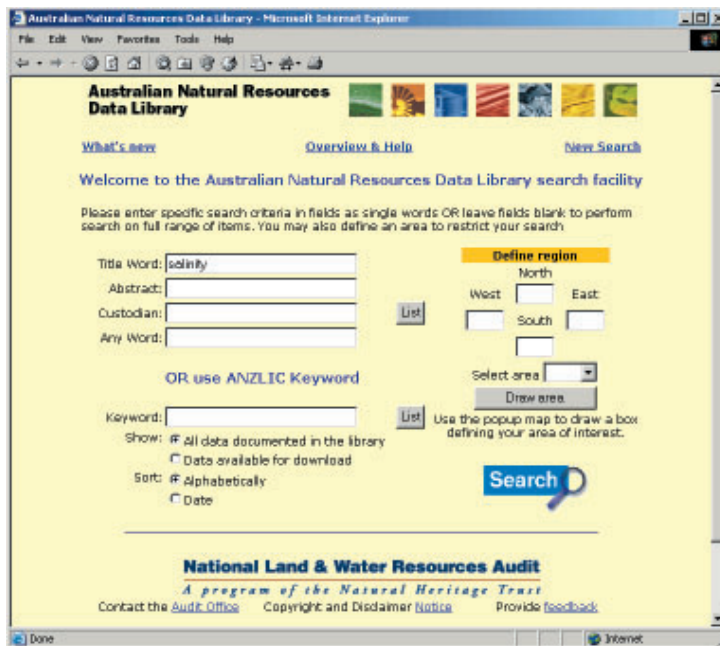 Australian Natural Resources Data Library - Microsoft Internet Explorer
File Edit View Favorites Tools Help
Australian Natural Resources
Data Library
What's new Overview & Help New Search
Welcome to the Australian Natural Resources Data Library search facility
Please enter specific search criteria in fields as single words OR leave fields blank to perform
search on full range of items. You may also define an area to restrict your search
Define region
North
Title Word: salinity
Abstract:
West East
Custodian:
List
South
Any Word:
OR use ANZLIC Keyword
Select area
Draw area
Keyword:
List
Use the popup map to draw a box
defining your area of interest.
Show: All data documented in the library
Data available for download
Sort: Alphabetically
Date
Search
National Land & Water Resources Audit
A program of the Natural Heritage Trust
Contact the Audit Office Copyright and Disclaimer Notice Provide feedback
Done Internet